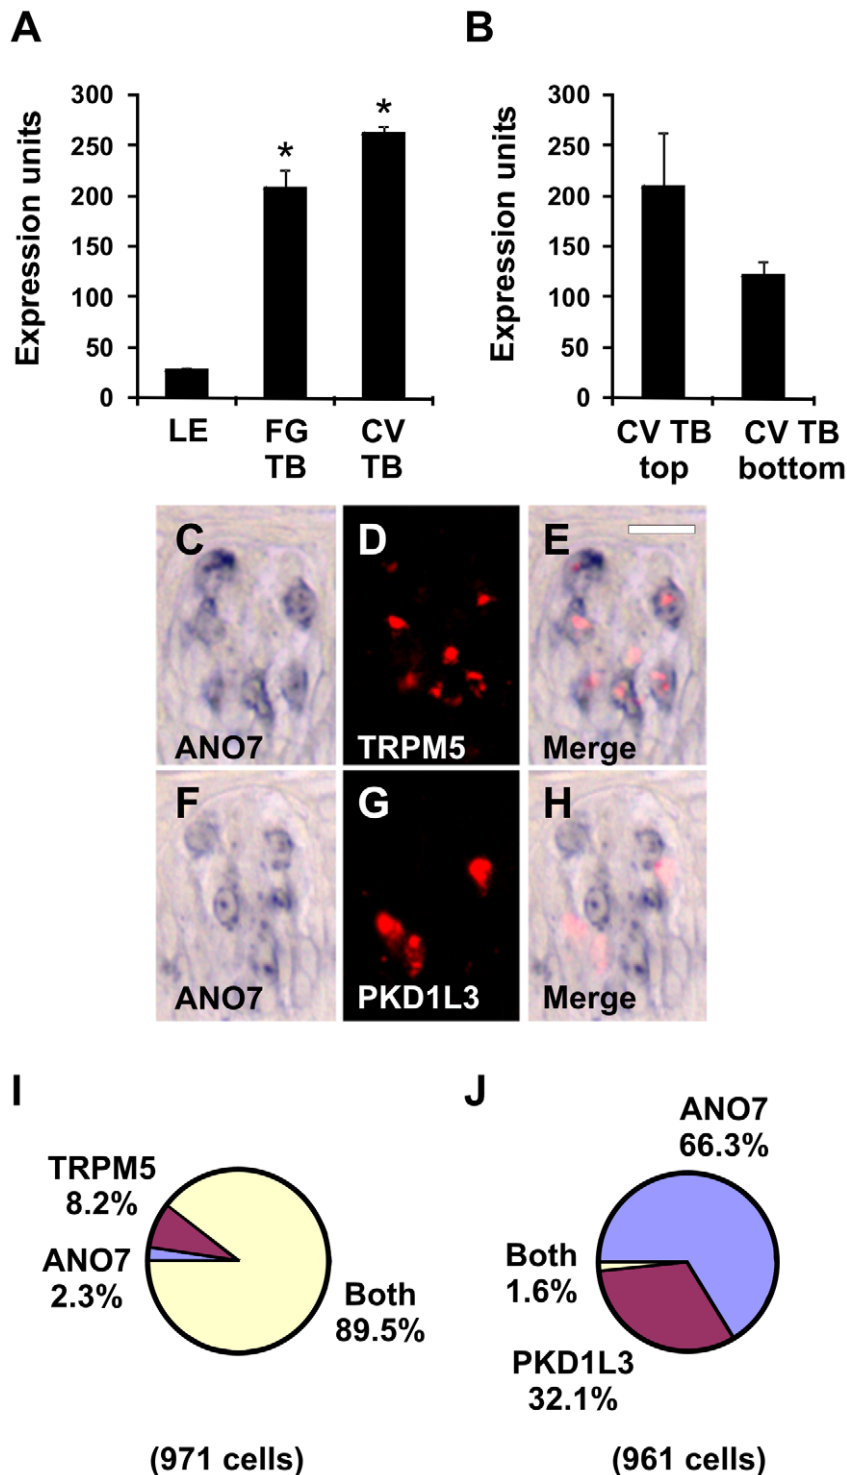 A
B
300
250
200
150
100
50
0
Expression units
*
*
LE
FG
TB
CV
TB
300
250
200
150
100
50
0
Expression units
CV TB
top
CV TB
bottom
C
D
E
ANO7
TRPM5
Merge
F
G
H
ANO7
PKD1L3
Merge
I
J
TRPM5
8.2%
ANO7
2.3%
Both
89.5%
(971 cells)
ANO7
66.3%
Both
1.6%
PKD1L3
32.1%
(961 cells)